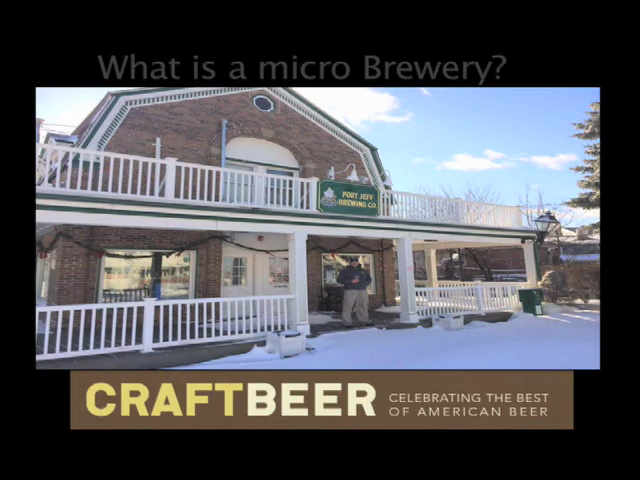 What is a micro Brewery?
PORT JEFF
BREWING CO.
CRAFTBEER
CELEBRATING THE BEST
OF AMERICAN BEER